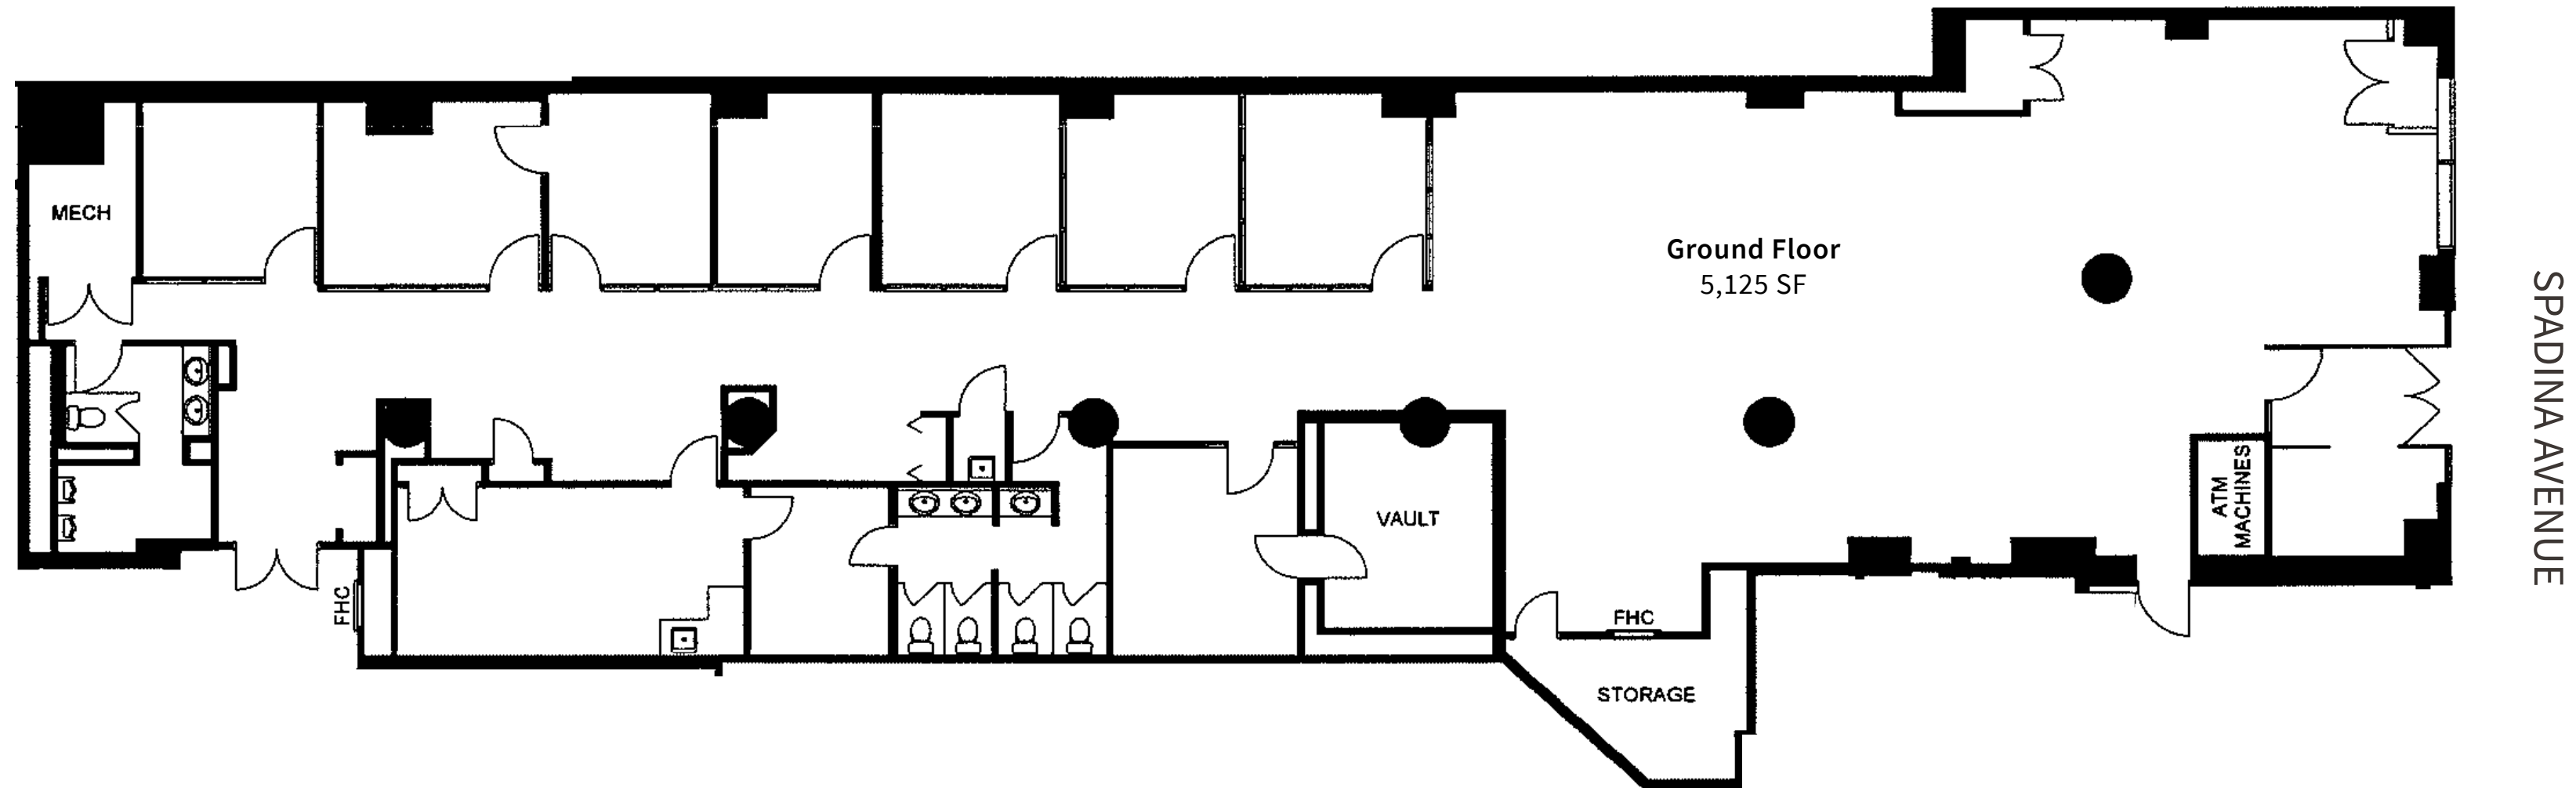 MECH
Ground Floor
5,125 SF
SPADINA AVENUE
ATM
MACHINES
VAULT
FHC
FHC
STORAGE